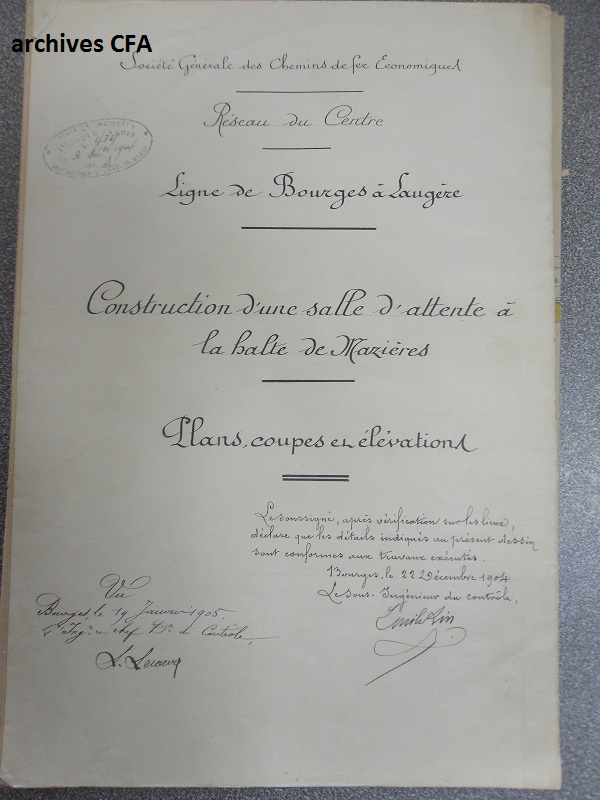 archives CFA
Société Générale des Chemins de fer Economiques
Réseau du Centre
Ligne de Bourges à Laugère
Construction d'une salle d'attente à
la halte de Mazières
Plans, coupes et élévations
Le soussigné, après vérification sur les lieux,
déclare que les détails indiqués au présent dessin
sont conformes aux travaux exécutés.
Bourges, le 22 Décembre 1904
Le Sous-Ingénieur du contrôle,
Vu
Bourges, le 19 Janvier 1905.
L'Ingr en chef Dr du Contrôle,